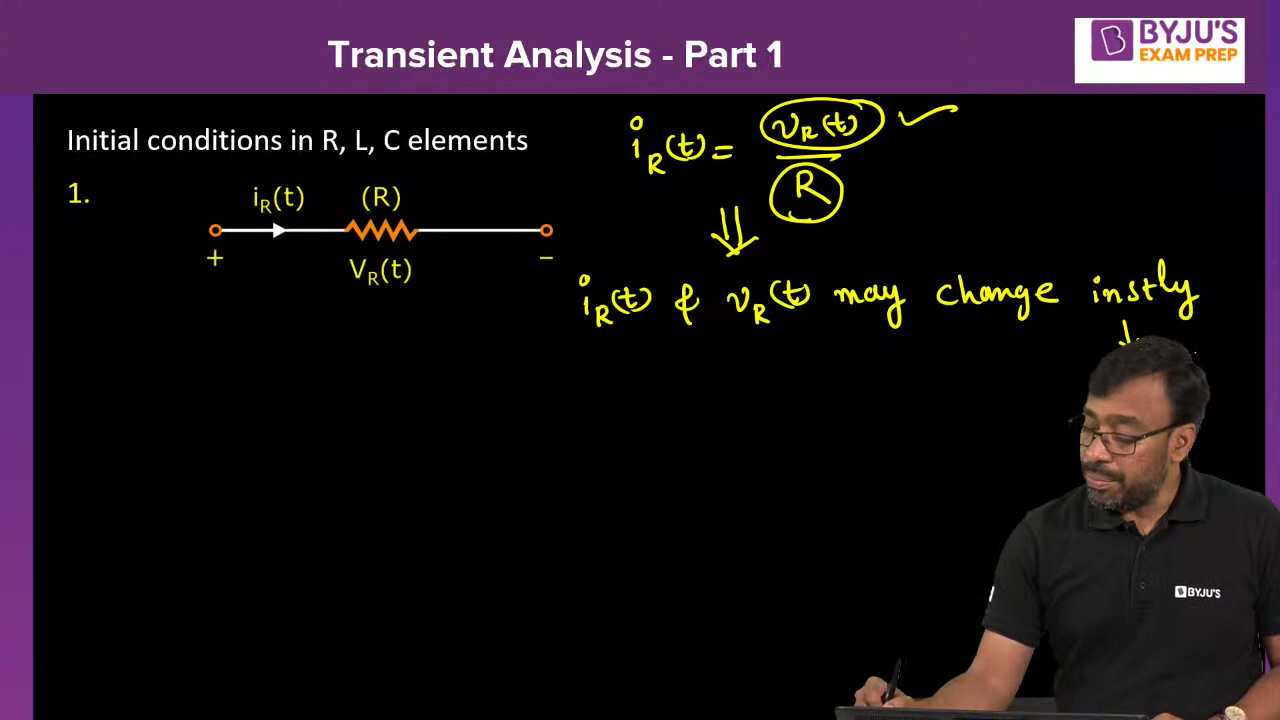 Transient Analysis - Part 1
BYJU'S
EXAM PREP
Initial conditions in R, L, C elements
1.
iR(t)
(R)
+
VR(t)
−
iR(t) = vR(t) / R
⇓
iR(t) & vR(t) may change instly
↓
BYJU'S